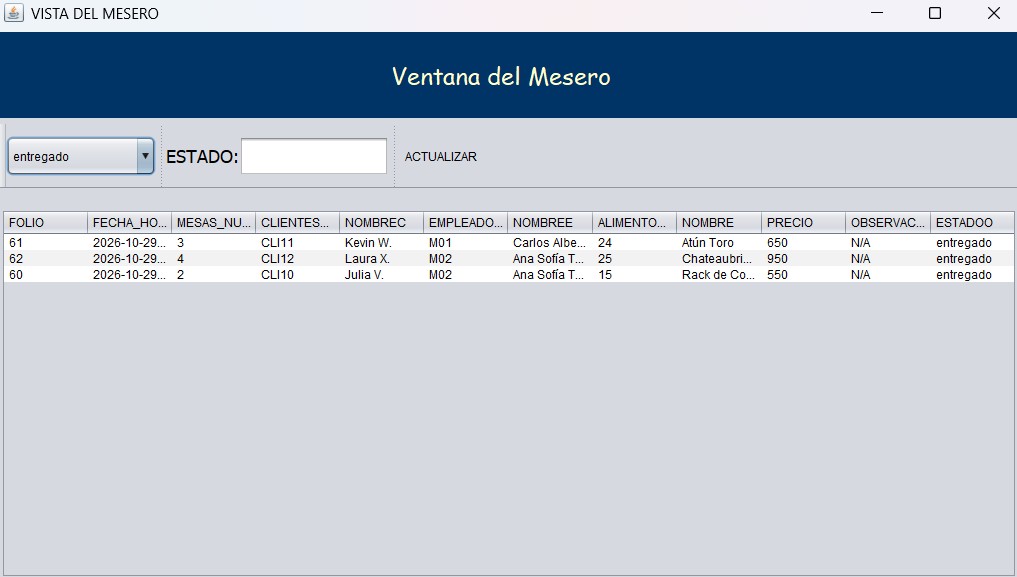 VISTA DEL MESERO
Ventana del Mesero
entregado ESTADO: ACTUALIZAR
FOLIO FECHA_HO... MESAS_NU... CLIENTES... NOMBREC EMPLEADO... NOMBREE ALIMENTO... NOMBRE PRECIO OBSERVAC... ESTADOO
61 2026-10-29... 3 CLI11 Kevin W. M01 Carlos Albe... 24 Atún Toro 650 N/A entregado
62 2026-10-29... 4 CLI12 Laura X. M02 Ana Sofía T... 25 Chateaubri... 950 N/A entregado
60 2026-10-29... 2 CLI10 Julia V. M02 Ana Sofía T... 15 Rack de Co... 550 N/A entregado